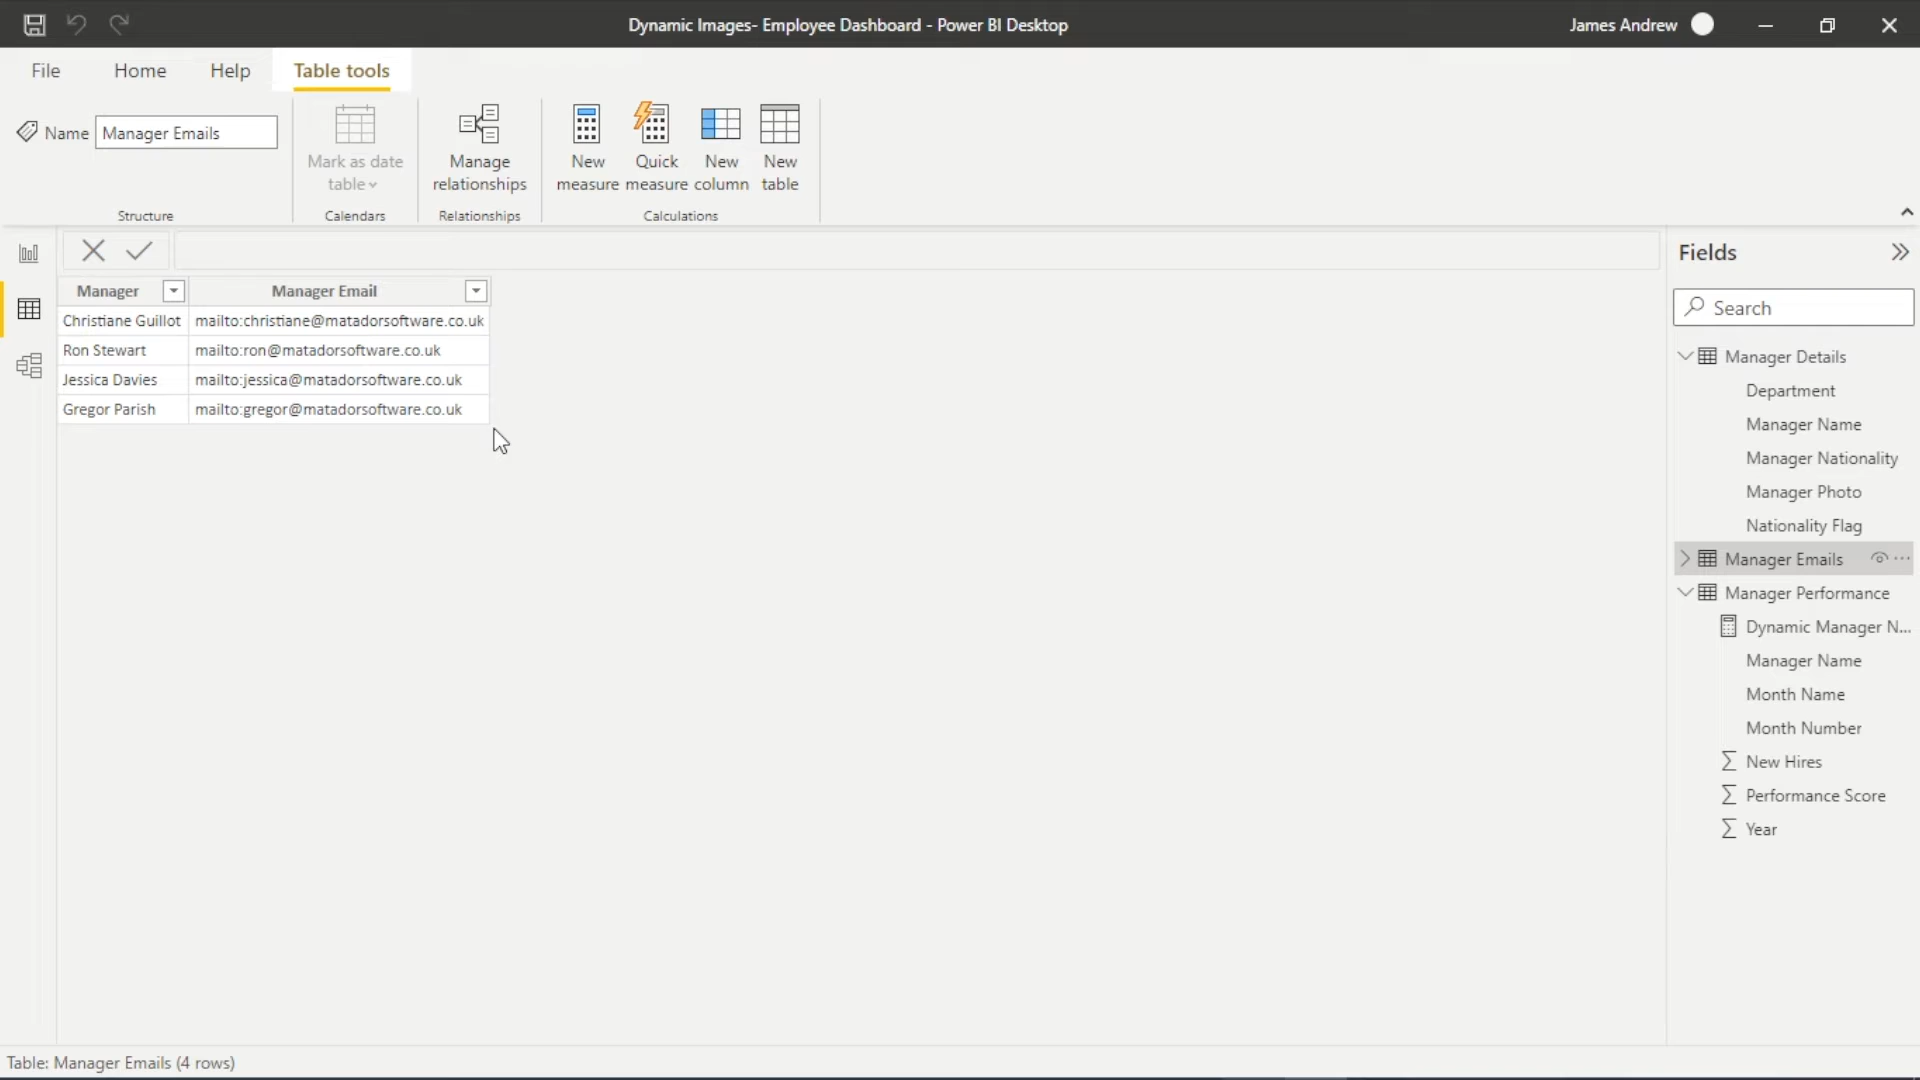 Dynamic Images- Employee Dashboard - Power BI Desktop
James Andrew
File
Home
Help
Table tools
Name
Manager Emails
Mark as date table
Manage relationships
New measure
Quick measure
New column
New table
Structure
Calendars
Relationships
Calculations
Manager
Manager Email
Christiane Guillot
mailto:christiane@matadorsoftware.co.uk
Ron Stewart
mailto:ron@matadorsoftware.co.uk
Jessica Davies
mailto:jessica@matadorsoftware.co.uk
Gregor Parish
mailto:gregor@matadorsoftware.co.uk
Fields
Search
Manager Details
Department
Manager Name
Manager Nationality
Manager Photo
Nationality Flag
Manager Emails
Manager Performance
Dynamic Manager N...
Manager Name
Month Name
Month Number
New Hires
Performance Score
Year
Table: Manager Emails (4 rows)